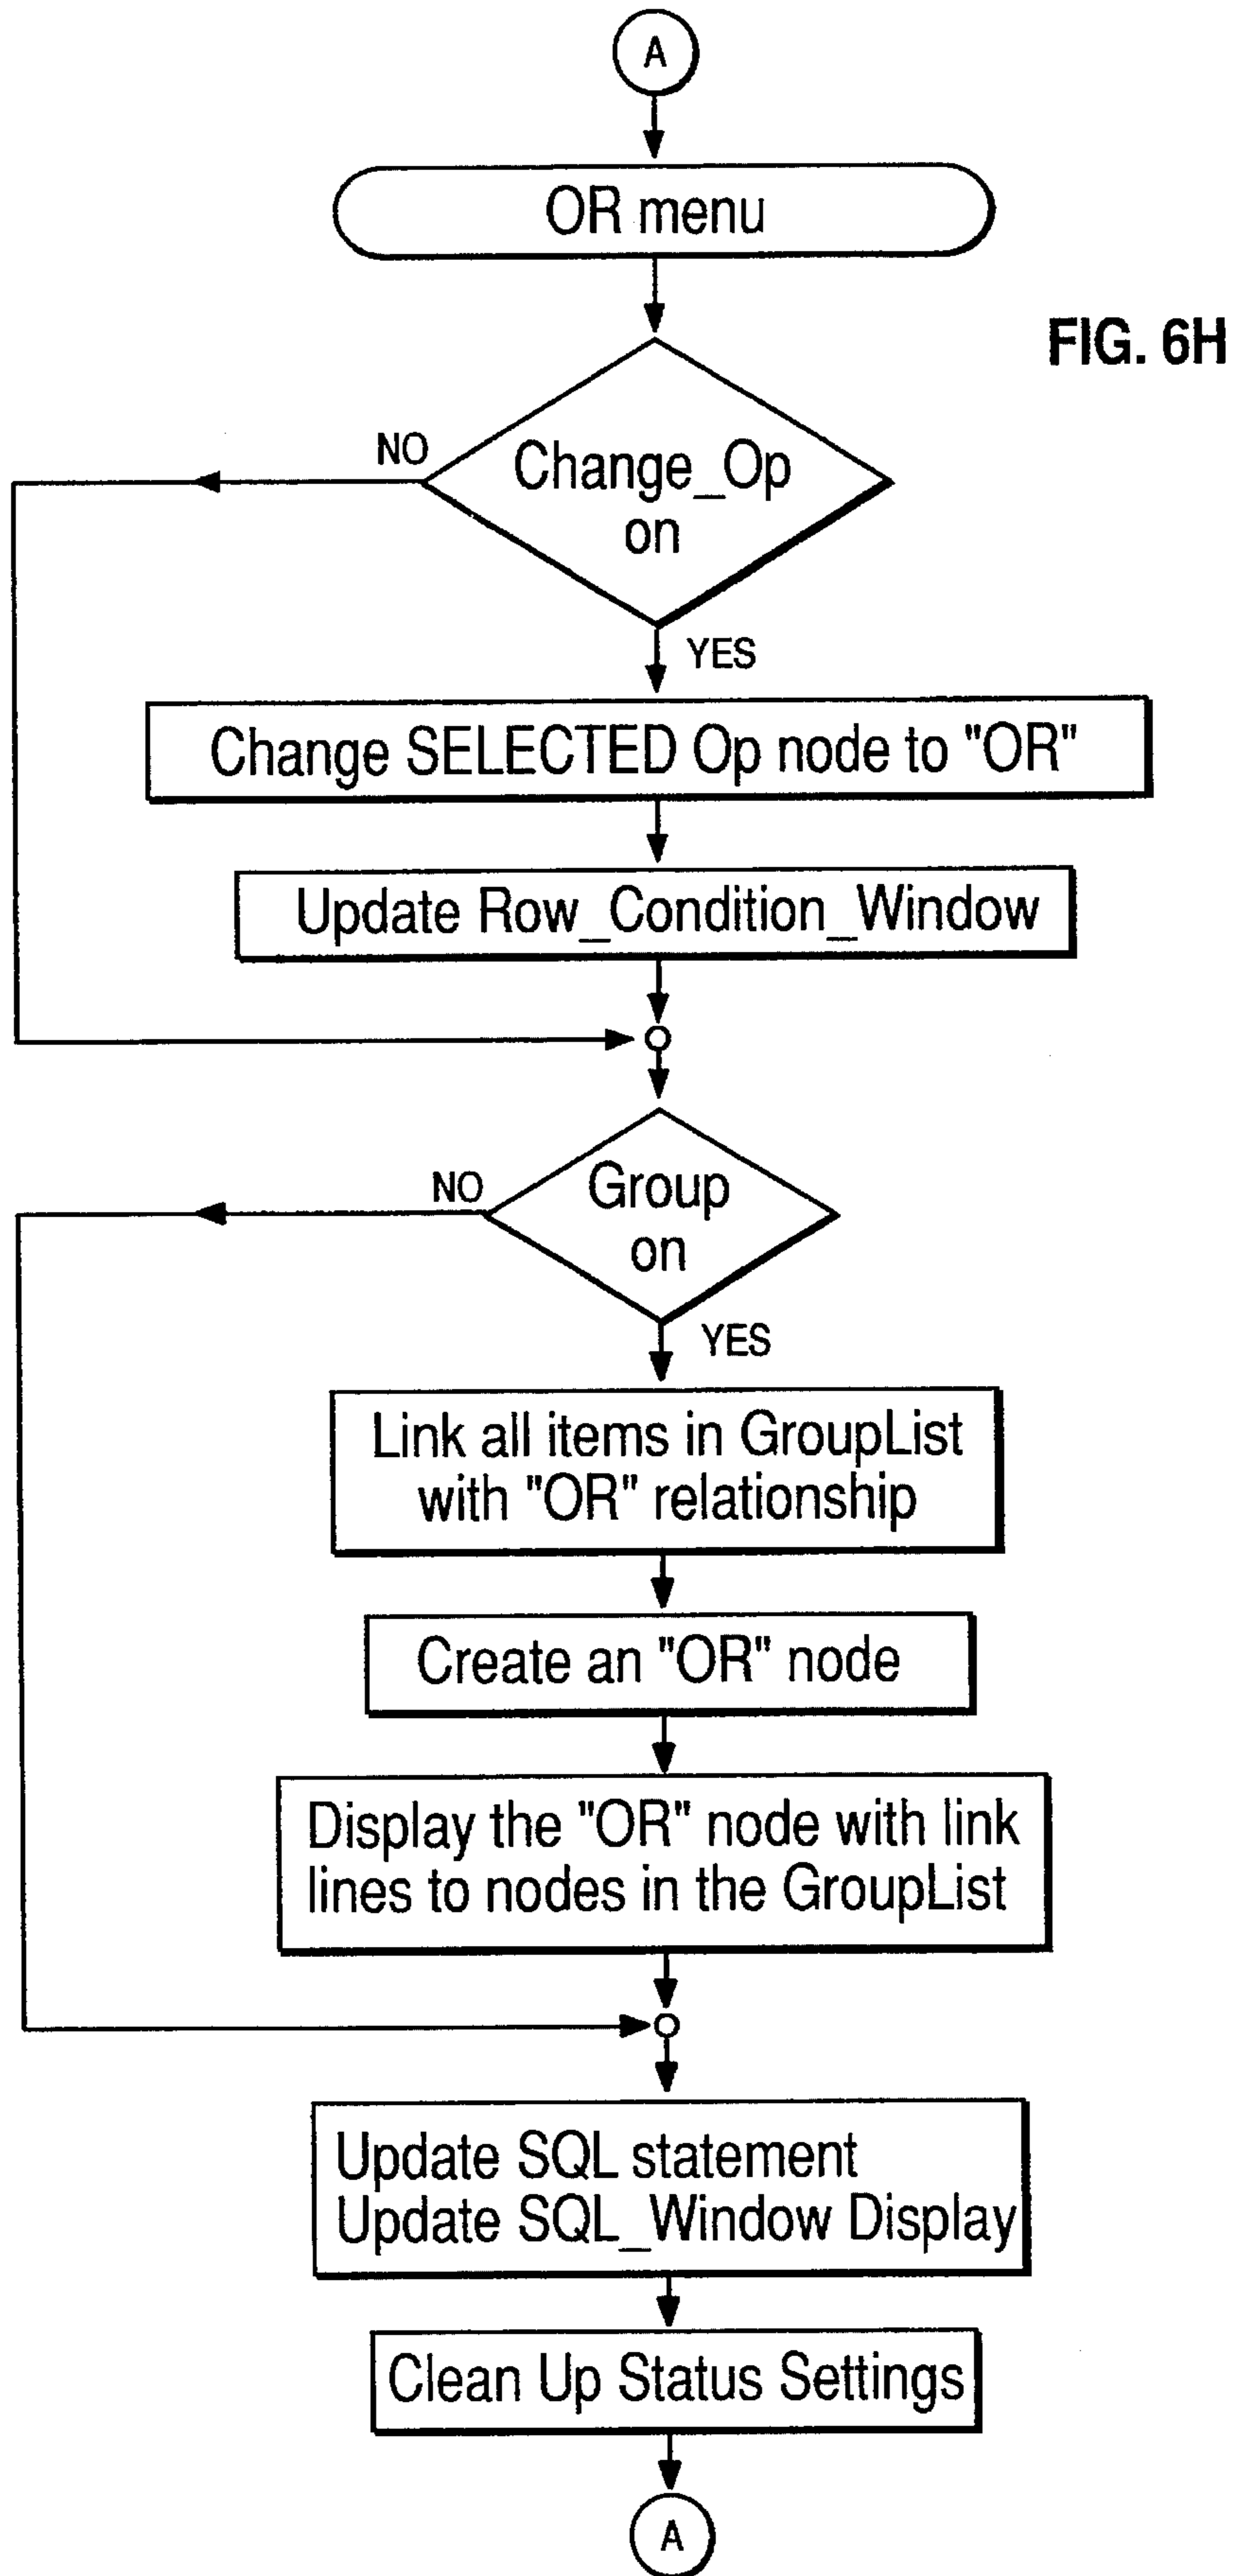 A
OR menu
FIG. 6H
NO
Change_Op
on
YES
Change SELECTED Op node to "OR"
Update Row_Condition_Window
NO
Group
on
YES
Link all items in GroupList
with "OR" relationship
Create an "OR" node
Display the "OR" node with link
lines to nodes in the GroupList
Update SQL statement
Update SQL_Window Display
Clean Up Status Settings
A